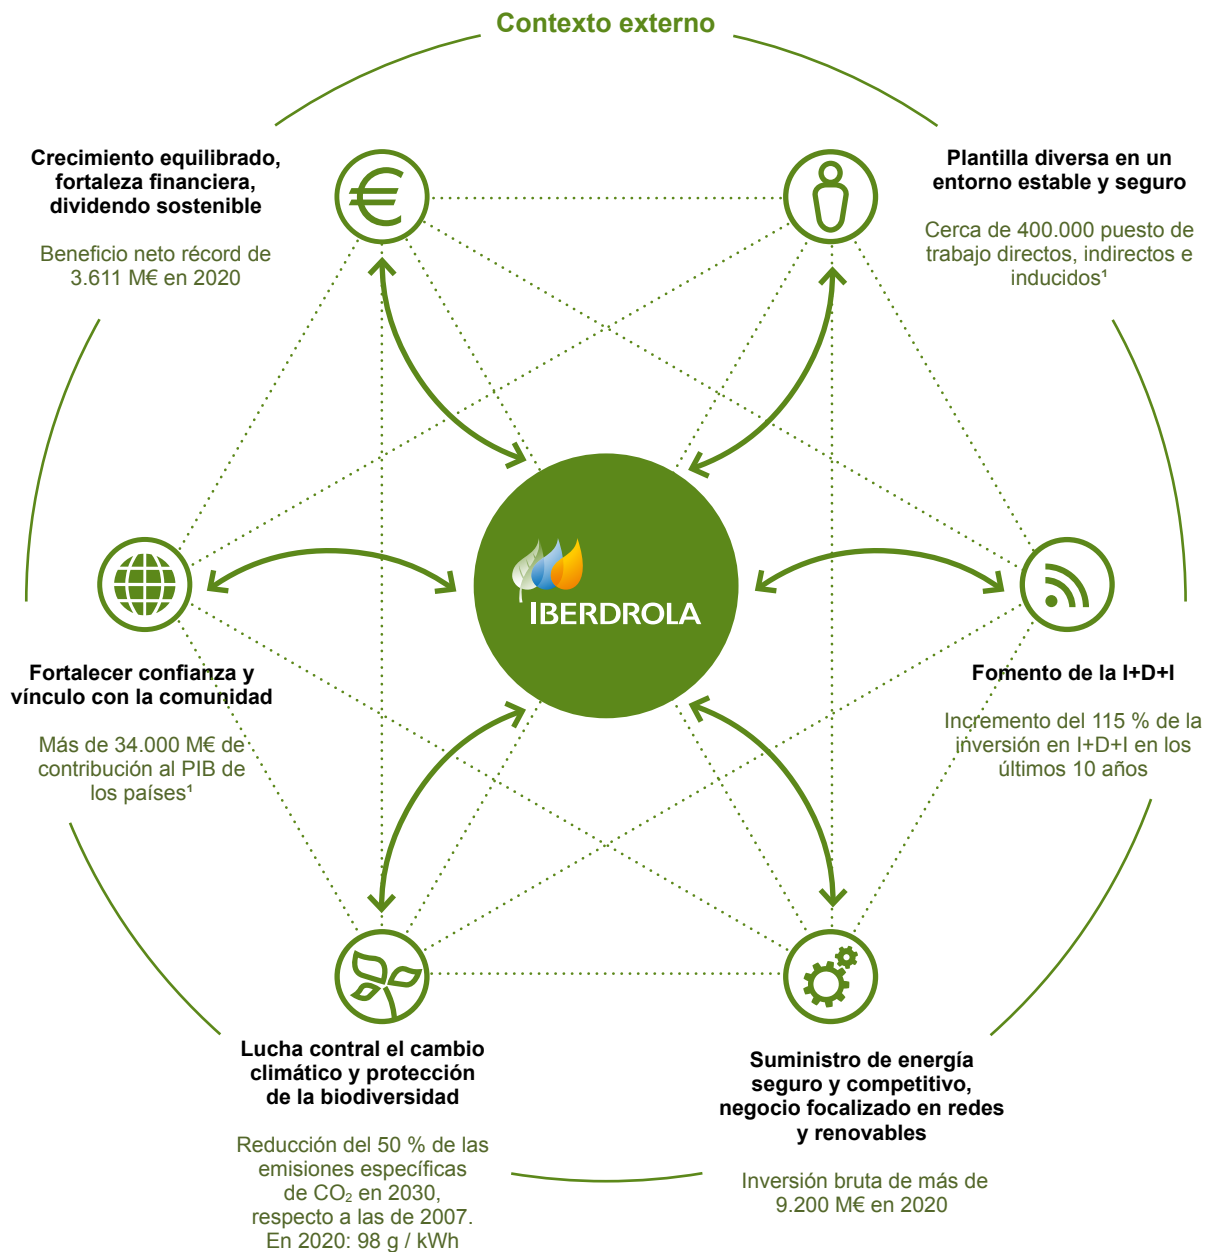 Contexto externo
Crecimiento equilibrado,
fortaleza financiera,
dividendo sostenible
Beneficio neto récord de
3.611 M€ en 2020
Plantilla diversa en un
entorno estable y seguro
Cerca de 400.000 puesto de
trabajo directos, indirectos e
inducidos¹
IBERDROLA
Fortalecer confianza y
vínculo con la comunidad
Más de 34.000 M€ de
contribución al PIB de
los países¹
Fomento de la I+D+I
Incremento del 115 % de la
inversión en I+D+I en los
últimos 10 años
Lucha contral el cambio
climático y protección
de la biodiversidad
Reducción del 50 % de las
emisiones específicas
de CO₂ en 2030,
respecto a las de 2007.
En 2020: 98 g / kWh
Suministro de energía
seguro y competitivo,
negocio focalizado en redes
y renovables
Inversión bruta de más de
9.200 M€ en 2020